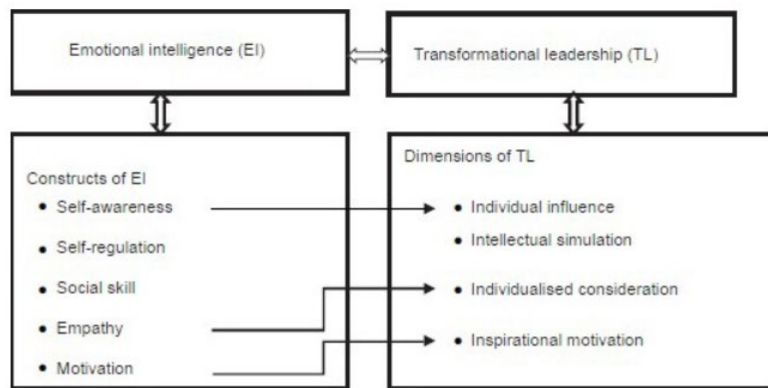 Emotional intelligence (EI)
Transformational leadership (TL)
Constructs of EI
• Self-awareness
• Self-regulation
• Social skill
• Empathy
• Motivation
Dimensions of TL
• Individual influence
• Intellectual simulation
• Individualised consideration
• Inspirational motivation